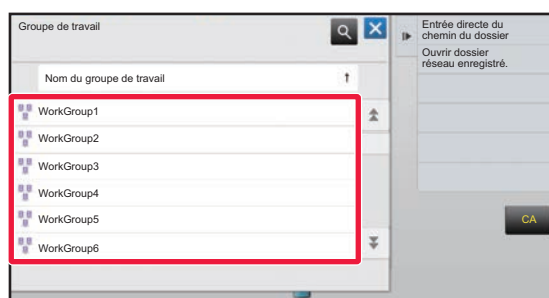 Groupe de travail
Nom du groupe de travail
WorkGroup1
WorkGroup2
WorkGroup3
WorkGroup4
WorkGroup5
WorkGroup6
Entrée directe du
chemin du dossier
Ouvrir dossier
réseau enregistré.
CA